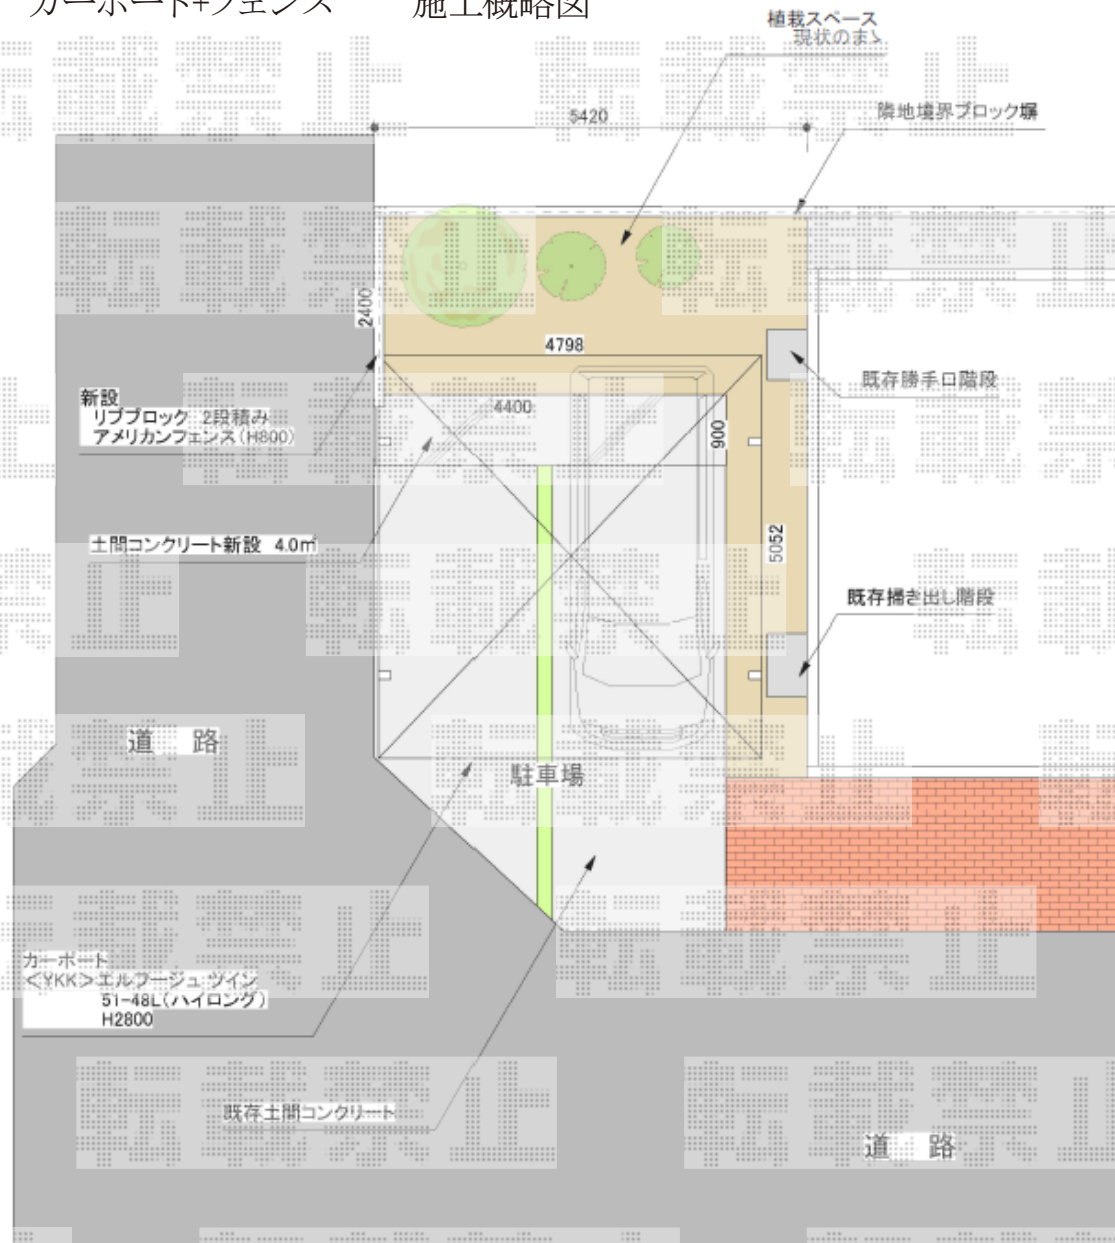 カーポート+フェンス 施工概略図
植栽スペース
現状のまゝ
5420
隣地境界ブロック塀
2400
4798
新設
リブブロック 2段積み
アメリカンフェンス(H800)
4400
900
既存勝手口階段
土間コンクリート新設 4.0㎡
5052
既存掃き出し階段
道 路
駐車場
カーポート
<YKK>エルフージュ ツイン
51-48L(ハイロング)
H2800
既存土間コンクリート
道 路
転載禁止